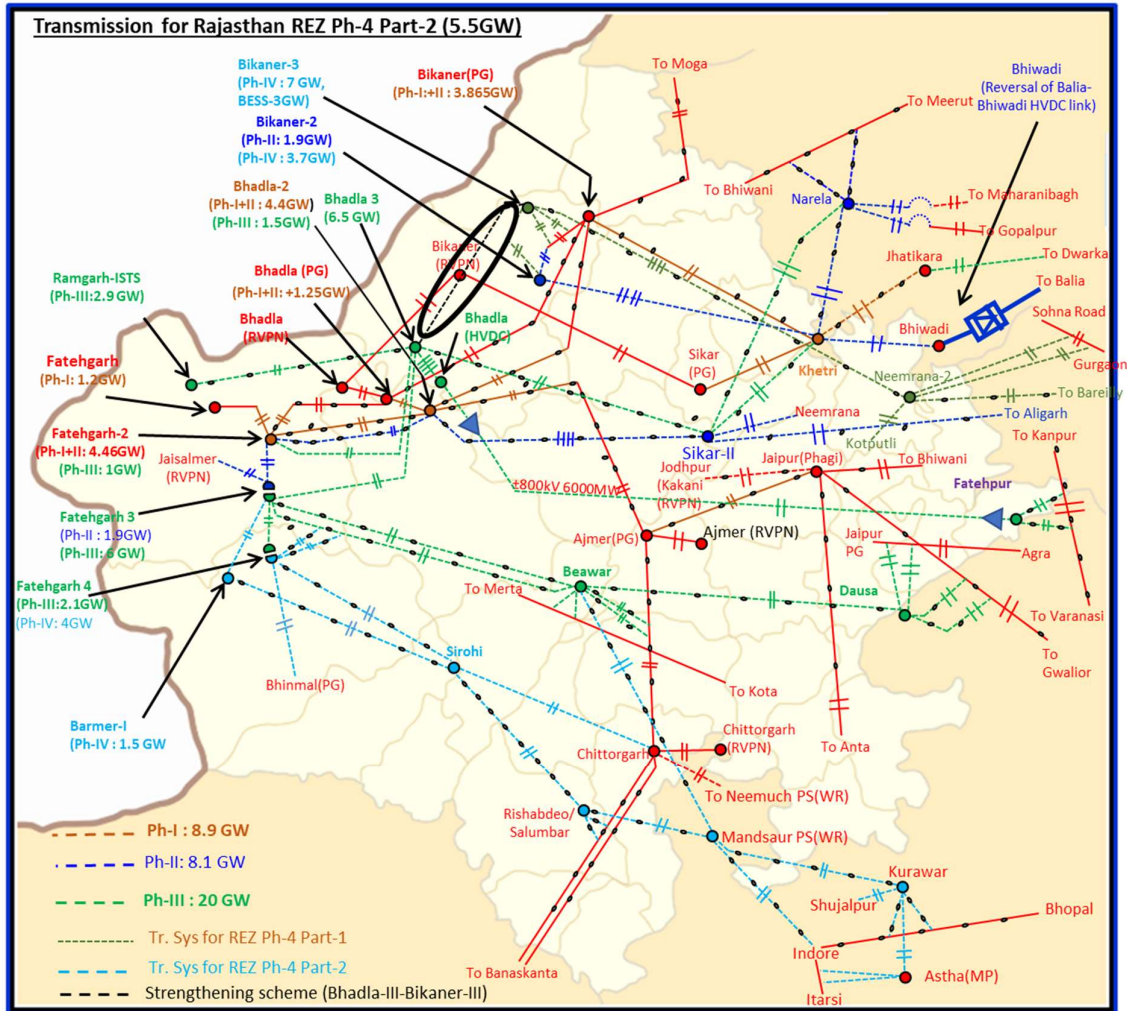 Transmission for Rajasthan REZ Ph-4 Part-2 (5.5GW)
Bikaner-3
(Ph-IV : 7 GW,
BESS-3GW)
Bikaner(PG)
(Ph-I:+II : 3.865GW)
To Moga
Bhiwadi
(Reversal of Balia-
Bhiwadi HVDC link)
To Meerut
Bikaner-2
(Ph-II: 1.9GW)
(Ph-IV : 3.7GW)
Bhadla-2
(Ph-I+II : 4.4GW)
(Ph-III : 1.5GW)
Bhadla 3
(6.5 GW)
To Bhiwani
Narela
To Maharanibagh
To Gopalpur
Bikaner
(RVPN)
Jhatikara
To Dwarka
To Balia
Ramgarh-ISTS
(Ph-III:2.9 GW)
Bhadla (PG)
(Ph-I+II : +1.25GW)
Bhadla
(RVPN)
Bhadla
(HVDC)
Sohna Road
Bhiwadi
Gurgaon
Fatehgarh
(Ph-I: 1.2GW)
Sikar
(PG)
Khetri
Neemrana-2
To Bareilly
Fatehgarh-2
(Ph-I+II: 4.46GW)
(Ph-III: 1GW)
Neemrana
To Aligarh
Kotputli
To Kanpur
Jaisalmer
(RVPN)
Sikar-II
Jodhpur
(Kakani
(RVPN)
Jaipur(Phagi)
To Bhiwani
±800kV 6000MW
Fatehpur
Fatehgarh 3
(Ph-II : 1.9GW)
(Ph-III: 6 GW)
Ajmer(PG)
Ajmer (RVPN)
Jaipur
PG
Agra
Fatehgarh 4
(Ph-III:2.1GW)
(Ph-IV: 4GW
Beawar
To Merta
Dausa
To Varanasi
To
Gwalior
Sirohi
Bhinmal(PG)
To Kota
Barmer-I
(Ph-IV : 1.5 GW
Chittorgarh
Chittorgarh
(RVPN)
To Anta
To Neemuch PS(WR)
Rishabdeo/
Salumbar
Mandsaur PS(WR)
Kurawar
Shujalpur
Bhopal
Indore
To Banaskanta
Astha(MP)
Itarsi
Ph-I : 8.9 GW
Ph-II: 8.1 GW
Ph-III : 20 GW
Tr. Sys for REZ Ph-4 Part-1
Tr. Sys for REZ Ph-4 Part-2
Strengthening scheme (Bhadla-III-Bikaner-III)